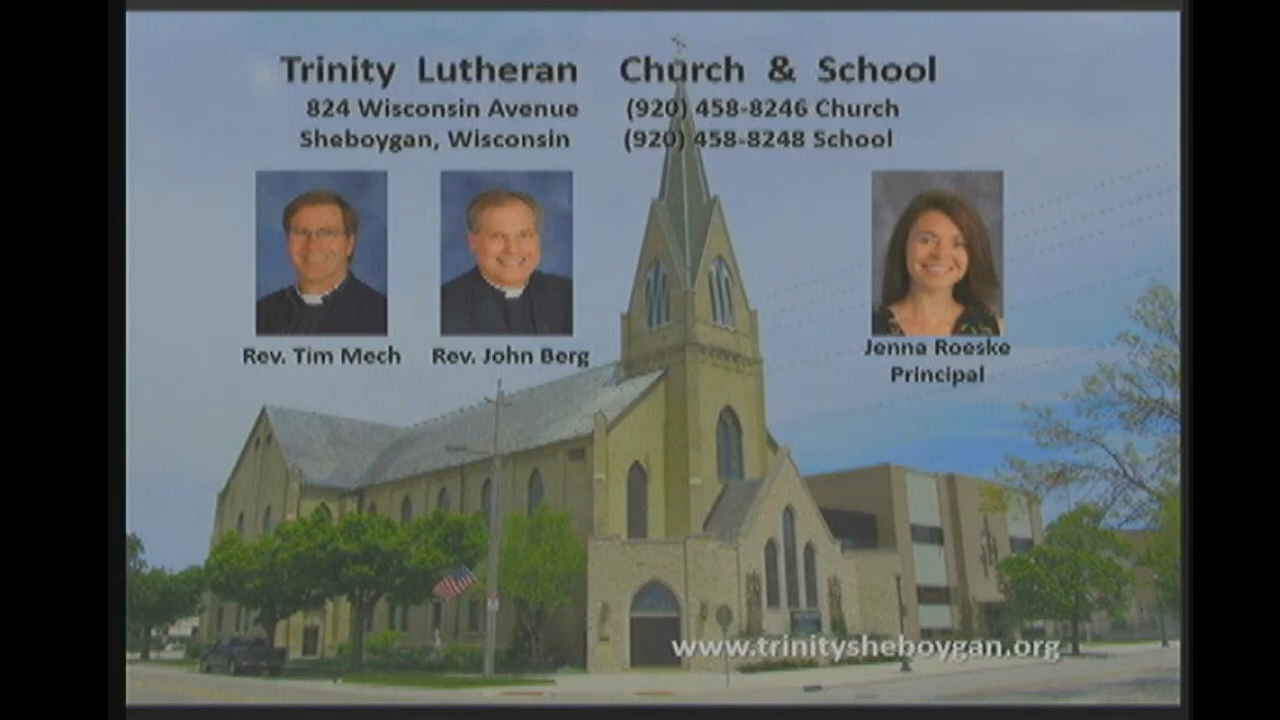 Trinity Lutheran Church & School
824 Wisconsin Avenue (920) 458-8246 Church
Sheboygan, Wisconsin (920) 458-8248 School
Rev. Tim Mech Rev. John Berg Jenna Roeske
Principal
www.trinitysheboygan.org